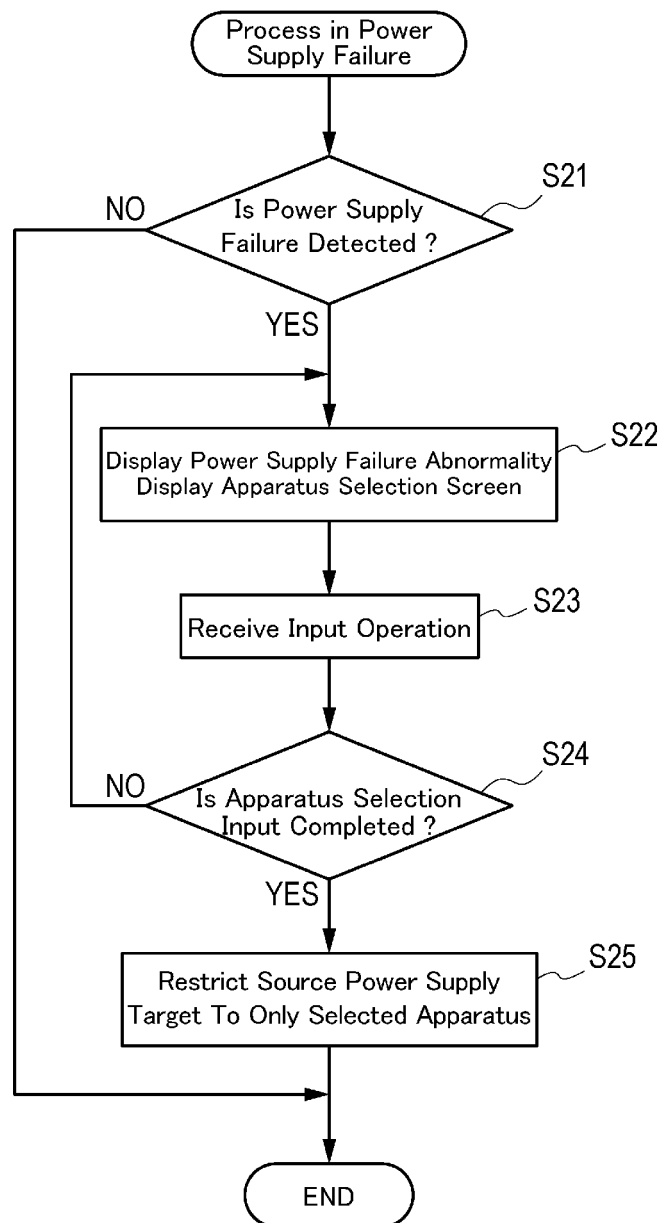 Process in Power
Supply Failure
S21
NO
Is Power Supply
Failure Detected ?
YES
S22
Display Power Supply Failure Abnormality
Display Apparatus Selection Screen
S23
Receive Input Operation
S24
NO
Is Apparatus Selection
Input Completed ?
YES
S25
Restrict Source Power Supply
Target To Only Selected Apparatus
END